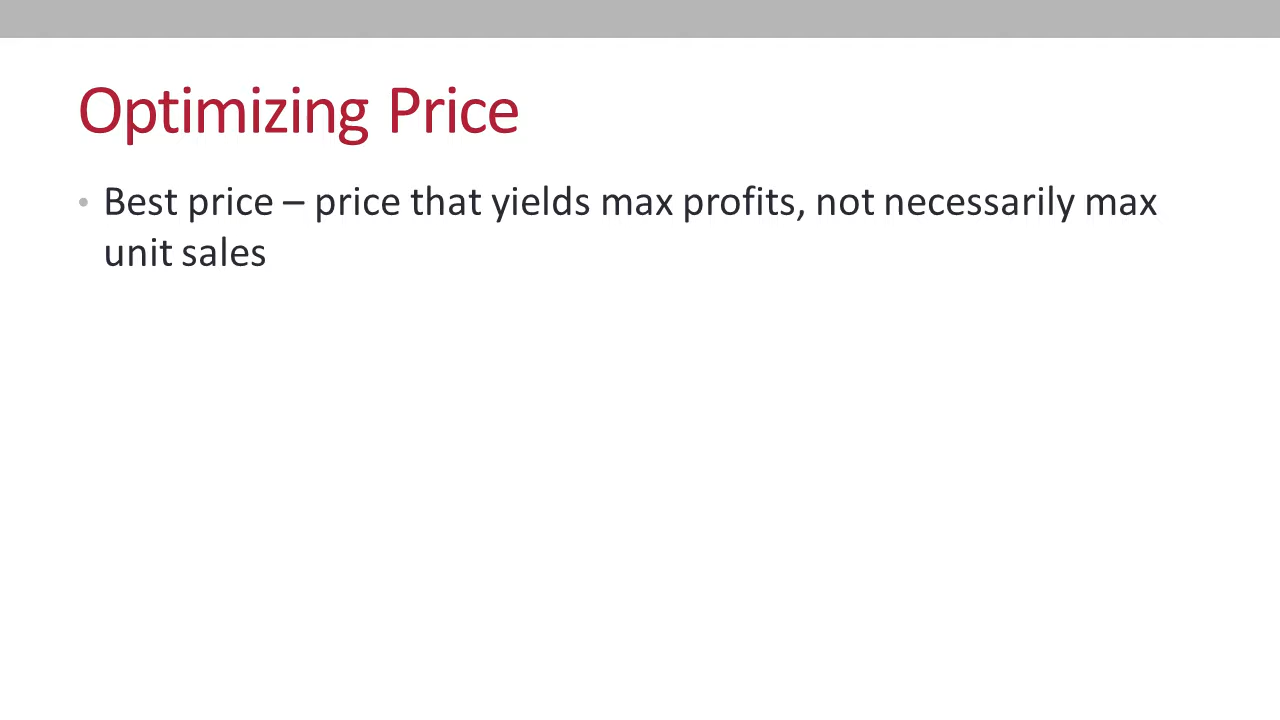 Optimizing Price
• Best price – price that yields max profits, not necessarily max
unit sales